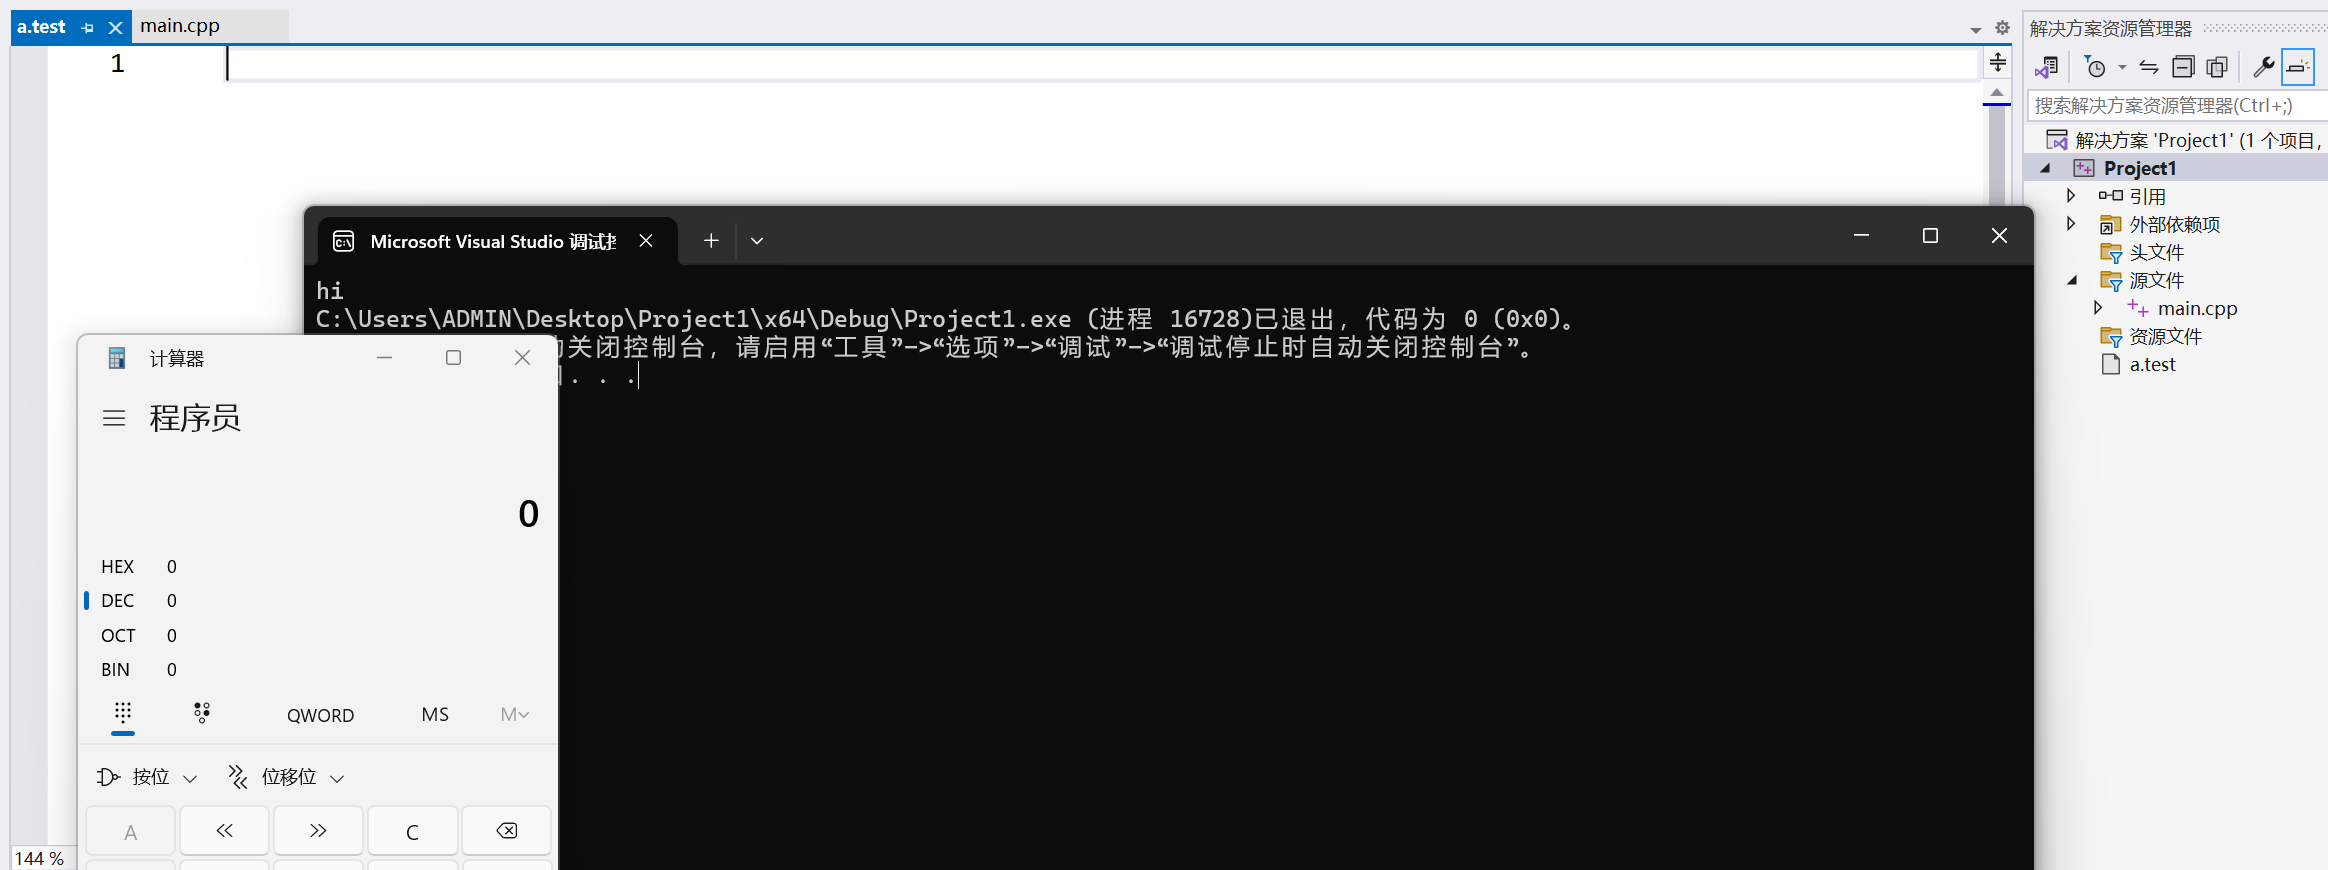 a.test
main.cpp
1
144 %
Microsoft Visual Studio 调试
hi
C:\Users\ADMIN\Desktop\Project1\x64\Debug\Project1.exe (进程 16728)已退出，代码为 0 (0x0)。
关闭控制台，请启用“工具”->“选项”->“调试”->“调试停止时自动关闭控制台”。
. . .
计算器
程序员
0
HEX 0
DEC 0
OCT 0
BIN 0
QWORD MS M
按位 位移位
A C
解决方案资源管理器
搜索解决方案资源管理器(Ctrl+;)
解决方案 'Project1' (1 个项目,
Project1
引用
外部依赖项
头文件
源文件
main.cpp
资源文件
a.test